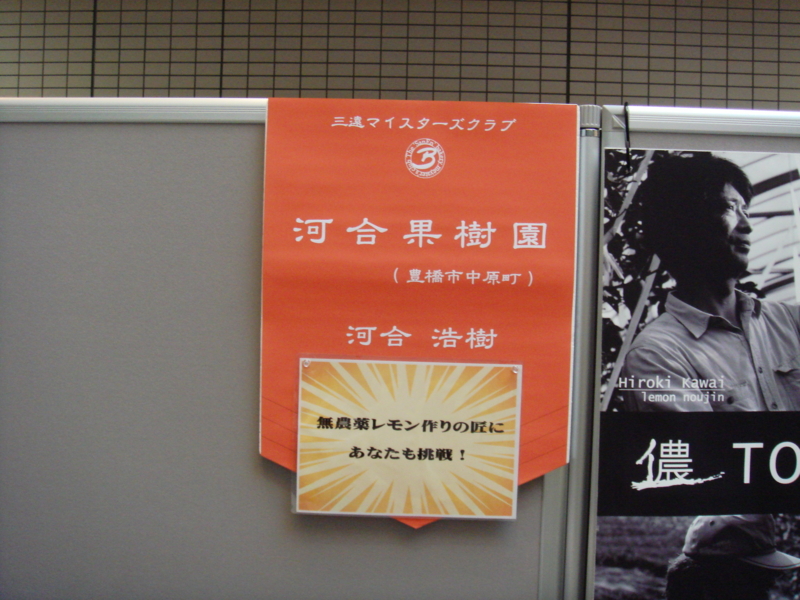 三遠マイスターズクラブ
B
河合果樹園
(豊橋市中原町)
河合 浩樹
無農薬レモン作りの匠に
あなたも挑戦！
Hiroki Kawai
lemon noujin
儂 TO